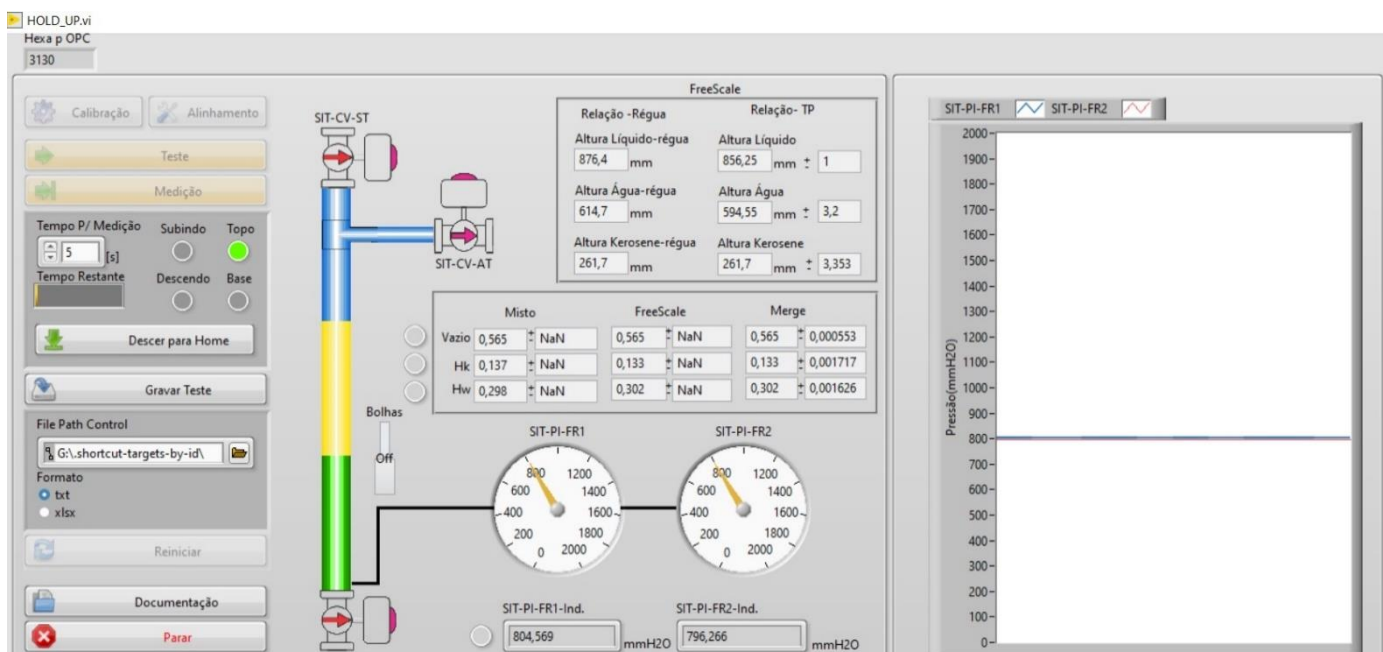 HOLD_UP.vi
Hexa p OPC
3130
Calibração
Alinhamento
Teste
Medição
Tempo P/ Medição
5
[s]
Tempo Restante
Subindo
Topo
Descendo
Base
Descer para Home
Gravar Teste
File Path Control
G:\.shortcut-targets-by-id\
Formato
txt
xlsx
Reiniciar
Documentação
Parar
SIT-CV-ST
SIT-CV-AT
Bolhas
Off
FreeScale
Relação -Régua
Relação- TP
Altura Líquido-régua
Altura Líquido
876,4 mm
856,25 mm ± 1
Altura Água-régua
Altura Água
614,7 mm
594,55 mm ± 3,2
Altura Kerosene-régua
Altura Kerosene
261,7 mm
261,7 mm ± 3,353
Misto
FreeScale
Merge
Vazio 0,565 ± NaN 0,565 ± NaN 0,565 ± 0,000553
Hk 0,137 ± NaN 0,133 ± NaN 0,133 ± 0,001717
Hw 0,298 ± NaN 0,302 ± NaN 0,302 ± 0,001626
SIT-PI-FR1
0 200 400 600 800 1200 1400 1600 1800 2000
SIT-PI-FR2
0 200 400 600 800 1200 1400 1600 1800 2000
SIT-PI-FR1-Ind.
804,569 mmH2O
SIT-PI-FR2-Ind.
796,266 mmH2O
SIT-PI-FR1
SIT-PI-FR2
Pressão(mmH2O)
2000
1900
1800
1700
1600
1500
1400
1300
1200
1100
1000
900
800
700
600
500
400
300
200
100
0